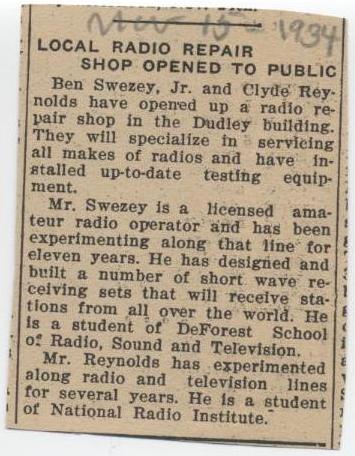 Nov 15 - 1934
LOCAL RADIO REPAIR
SHOP OPENED TO PUBLIC
Ben Swezey, Jr. and Clyde Rey-
nolds have opened up a radio re-
pair shop in the Dudley building.
They will specialize in servicing
all makes of radios and have in-
stalled up-to-date testing equip-
ment.
Mr. Swezey is a licensed ama-
teur radio operator and has been
experimenting along that line for
eleven years. He has designed and
built a number of short wave re-
ceiving sets that will receive sta-
tions from all over the world. He
is a student of DeForest School
of Radio, Sound and Television.
Mr. Reynolds has experimented
along radio and television lines
for several years. He is a student
of National Radio Institute.